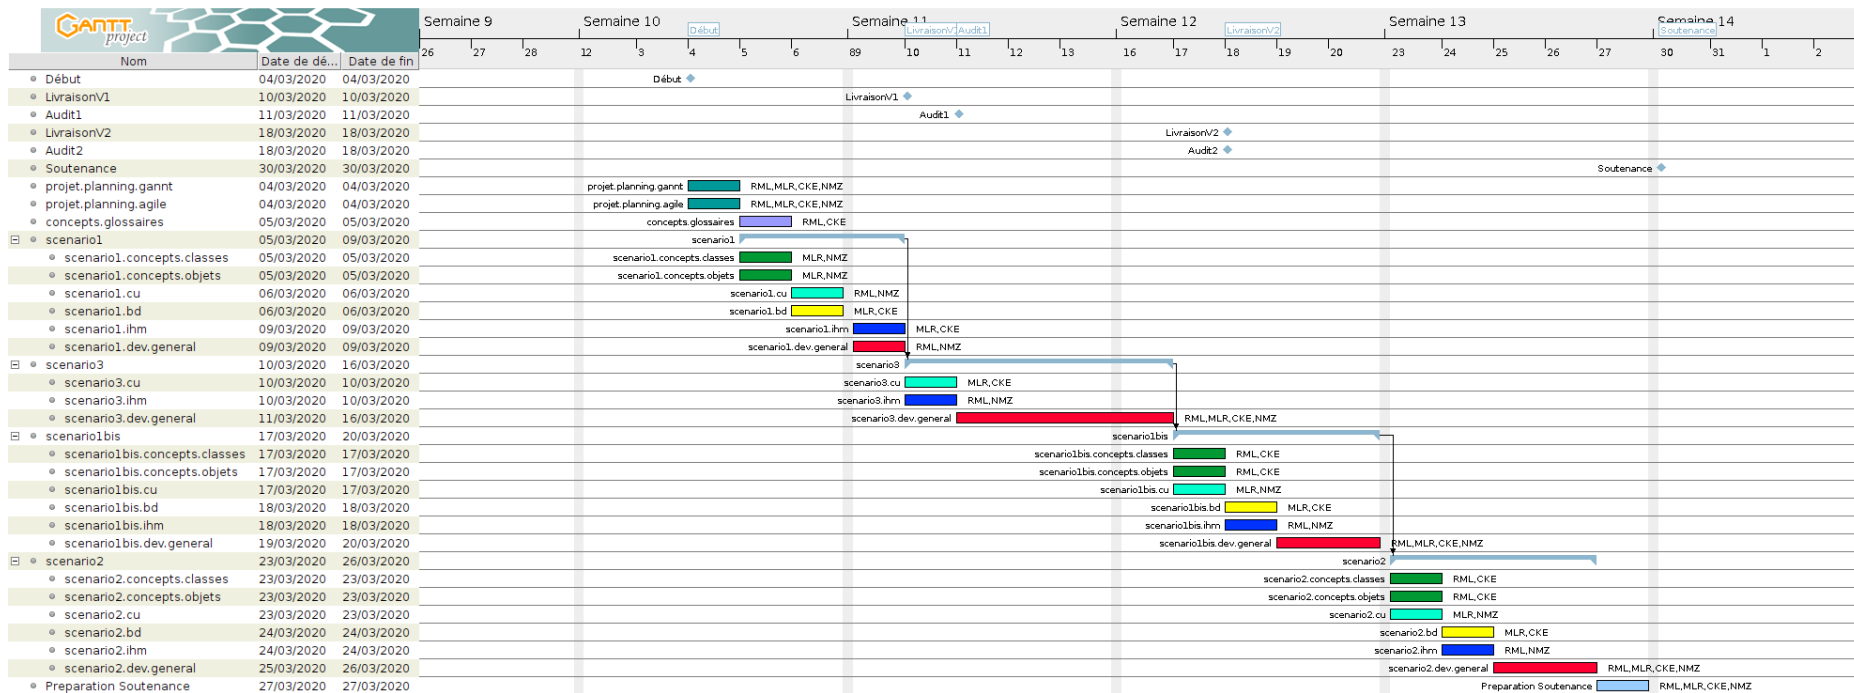 GANTT project
Semaine 9 Semaine 10 Semaine 11 Semaine 12 Semaine 13 Semaine 14
Début LivraisonV1 Audit1 LivraisonV2 Soutenance
26 27 28 12 3 4 5 6 89 10 11 12 13 16 17 18 19 20 23 24 25 26 27 30 31 1 2
Nom Date de dé... Date de fin
Début 04/03/2020 04/03/2020 Début
LivraisonV1 10/03/2020 10/03/2020 LivraisonV1
Audit1 11/03/2020 11/03/2020 Audit1
LivraisonV2 18/03/2020 18/03/2020 LivraisonV2
Audit2 18/03/2020 18/03/2020 Audit2
Soutenance 30/03/2020 30/03/2020 Soutenance
projet.planning.gannt 04/03/2020 04/03/2020 projet.planning.gannt RML,MLR,CKE,NMZ
projet.planning.agile 04/03/2020 04/03/2020 projet.planning.agile RML,MLR,CKE,NMZ
concepts.glossaires 05/03/2020 05/03/2020 concepts.glossaires RML,CKE
scenario1 05/03/2020 09/03/2020 scenario1
scenario1.concepts.classes 05/03/2020 05/03/2020 scenario1.concepts.classes MLR,NMZ
scenario1.concepts.objets 05/03/2020 05/03/2020 scenario1.concepts.objets MLR,NMZ
scenario1.cu 06/03/2020 06/03/2020 scenario1.cu RML,NMZ
scenario1.bd 06/03/2020 06/03/2020 scenario1.bd MLR,CKE
scenario1.ihm 09/03/2020 09/03/2020 scenario1.ihm MLR,CKE
scenario1.dev.general 09/03/2020 09/03/2020 scenario1.dev.general RML,NMZ
scenario3 10/03/2020 16/03/2020 scenario3
scenario3.cu 10/03/2020 10/03/2020 scenario3.cu MLR,CKE
scenario3.ihm 10/03/2020 10/03/2020 scenario3.ihm RML,NMZ
scenario3.dev.general 11/03/2020 16/03/2020 scenario3.dev.general RML,MLR,CKE,NMZ
scenario1bis 17/03/2020 20/03/2020 scenario1bis
scenario1bis.concepts.classes 17/03/2020 17/03/2020 scenario1bis.concepts.classes RML,CKE
scenario1bis.concepts.objets 17/03/2020 17/03/2020 scenario1bis.concepts.objets RML,CKE
scenario1bis.cu 17/03/2020 17/03/2020 scenario1bis.cu MLR,NMZ
scenario1bis.bd 18/03/2020 18/03/2020 scenario1bis.bd MLR,CKE
scenario1bis.ihm 18/03/2020 18/03/2020 scenario1bis.ihm RML,NMZ
scenario1bis.dev.general 19/03/2020 20/03/2020 scenario1bis.dev.general RML,MLR,CKE,NMZ
scenario2 23/03/2020 26/03/2020 scenario2
scenario2.concepts.classes 23/03/2020 23/03/2020 scenario2.concepts.classes RML,CKE
scenario2.concepts.objets 23/03/2020 23/03/2020 scenario2.concepts.objets RML,CKE
scenario2.cu 23/03/2020 23/03/2020 scenario2.cu MLR,NMZ
scenario2.bd 24/03/2020 24/03/2020 scenario2.bd MLR,CKE
scenario2.ihm 24/03/2020 24/03/2020 scenario2.ihm RML,NMZ
scenario2.dev.general 25/03/2020 26/03/2020 scenario2.dev.general RML,MLR,CKE,NMZ
Preparation Soutenance 27/03/2020 27/03/2020 Preparation Soutenance RML,MLR,CKE,NMZ